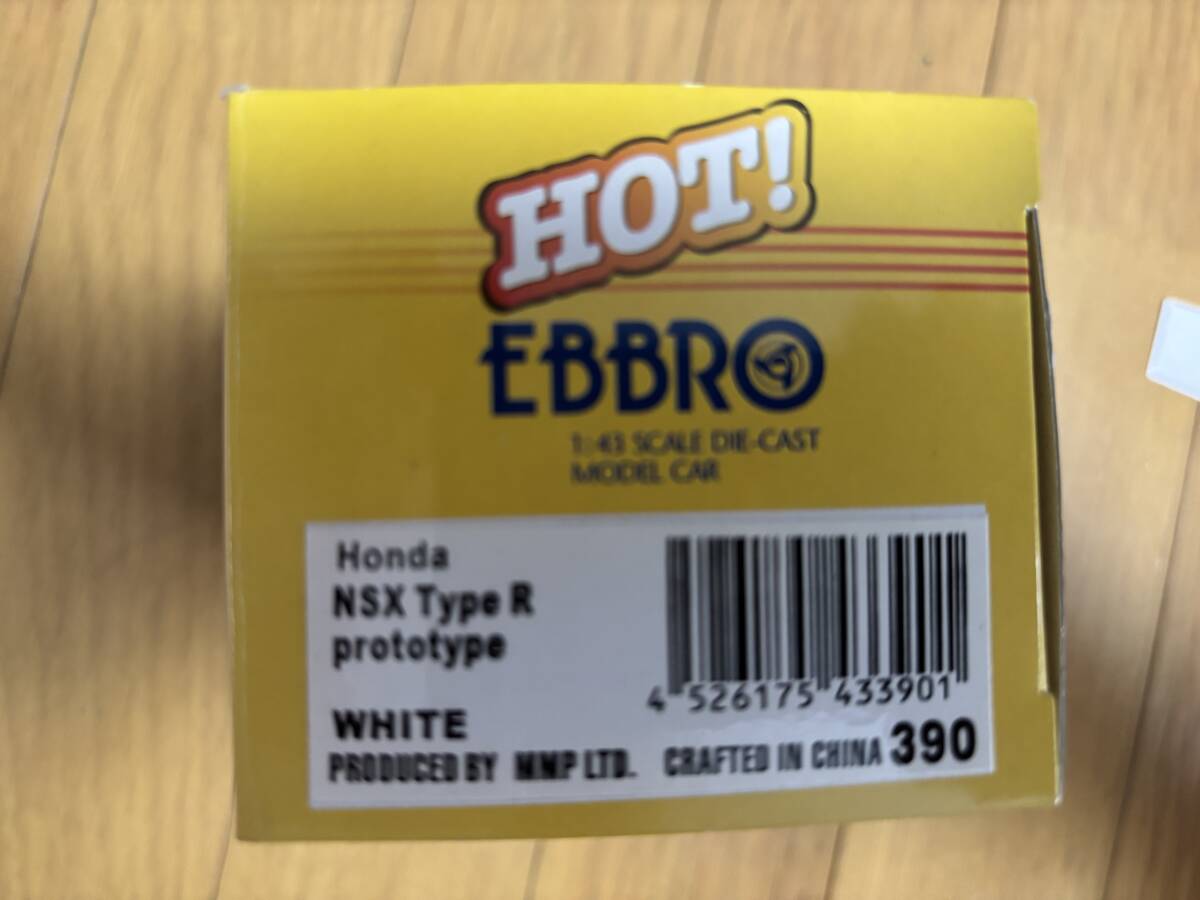 HOT!
EBBRO
1:43 SCALE DIE-CAST
MODEL CAR
Honda
NSX Type R
prototype
WHITE
4 526175 433901
PRODUCED BY MMP LTD. CRAFTED IN CHINA 390